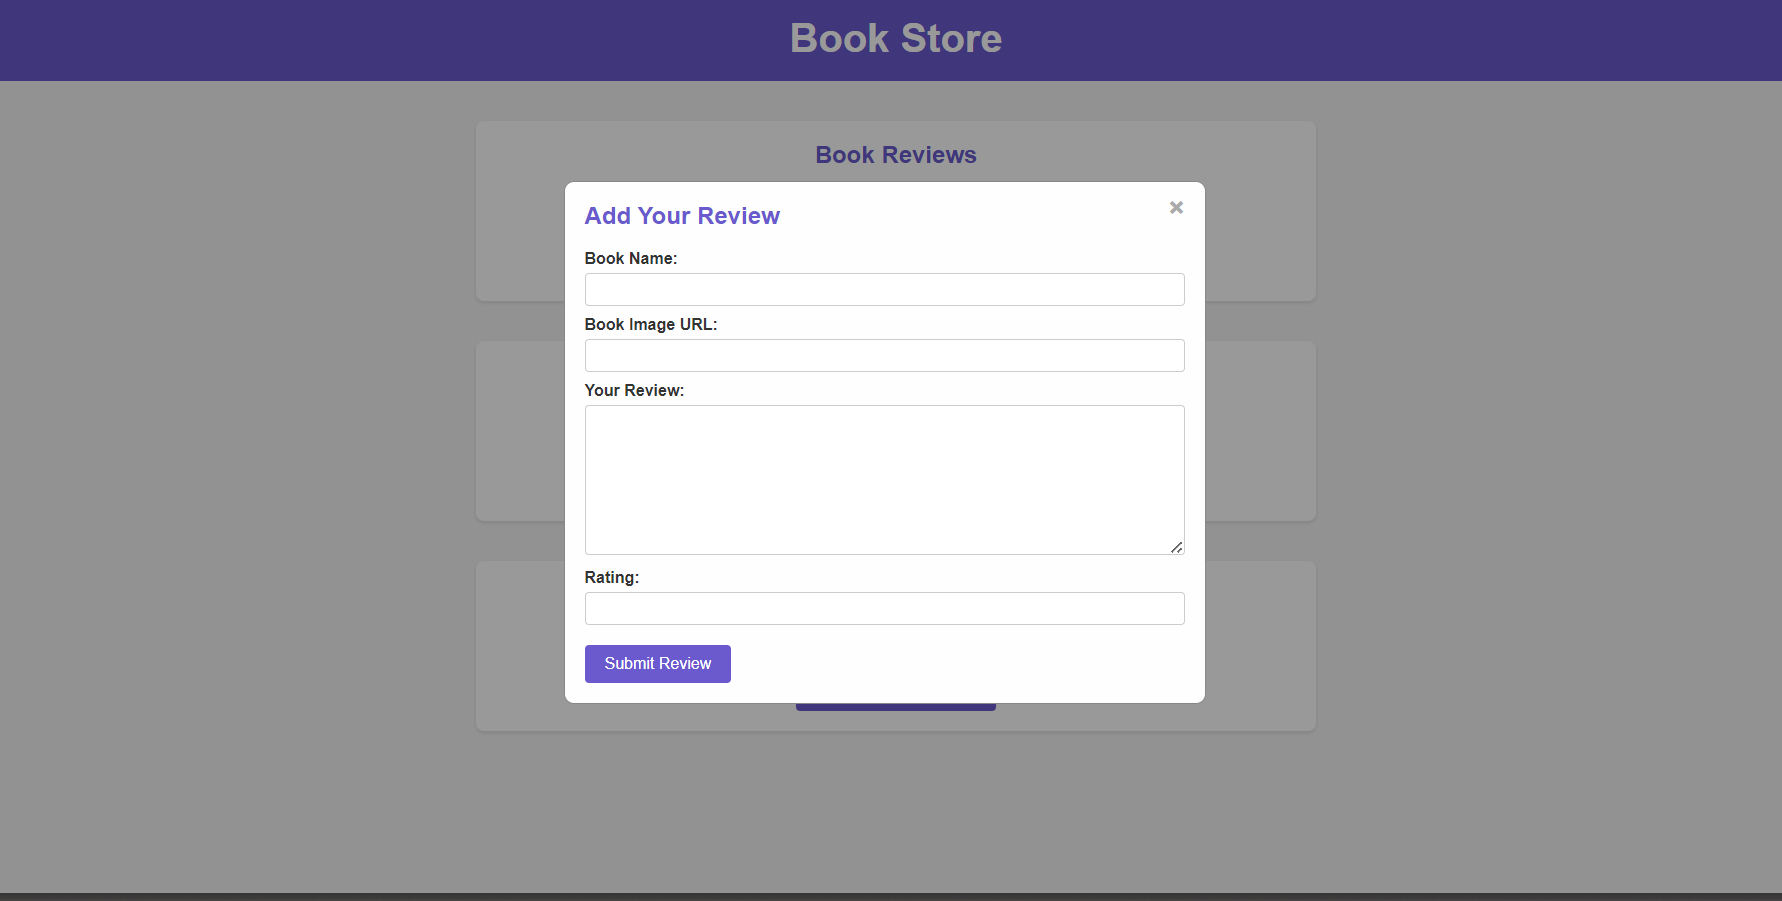 Book Store
Book Reviews
Add Your Review
×
Book Name:
Book Image URL:
Your Review:
Rating:
Submit Review